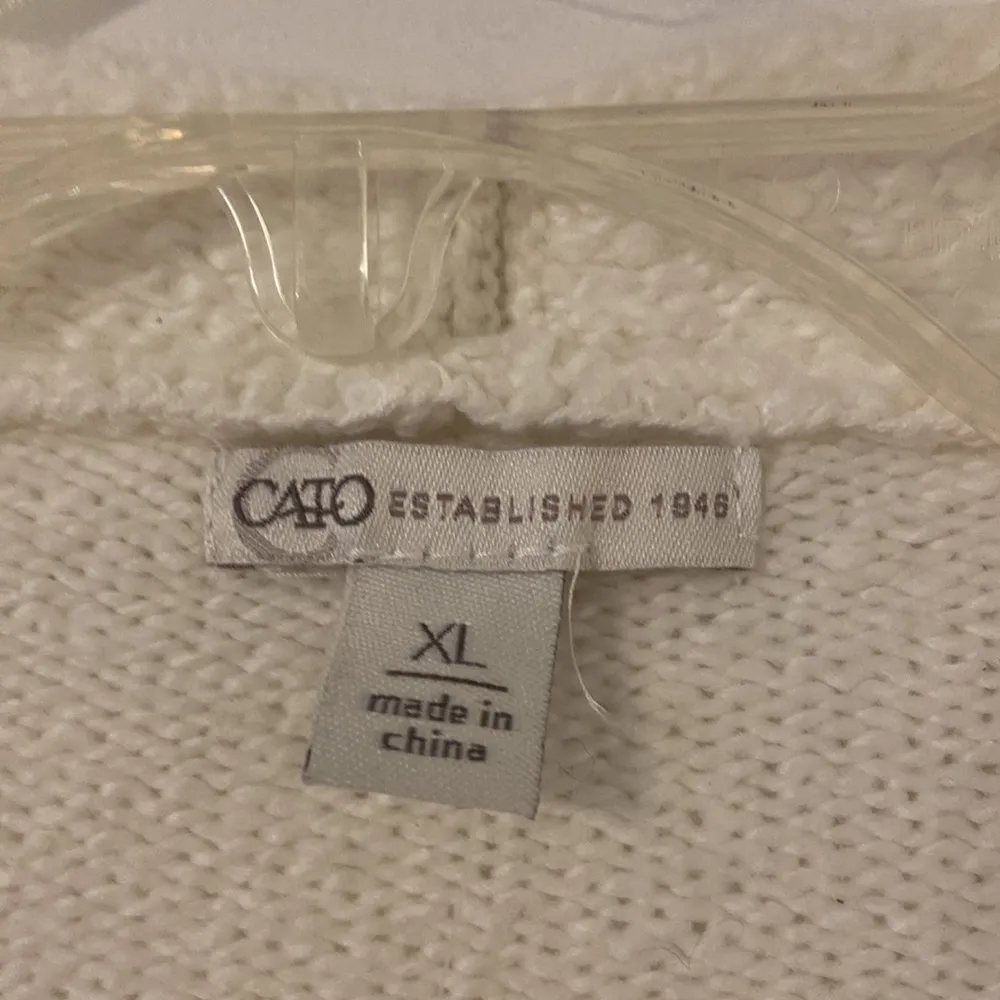 CATO ESTABLISHED 1946
XL
made in
china